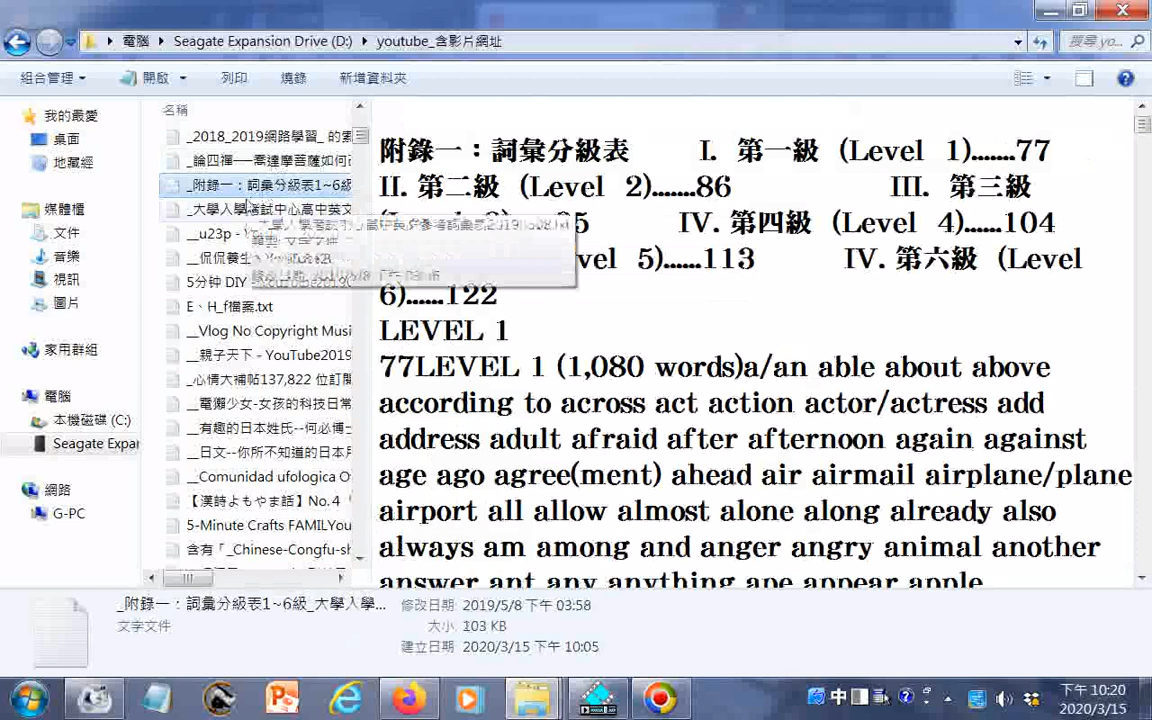 電腦 ▸ Seagate Expansion Drive (D:) ▸ youtube_含影片網址
搜尋 yo...
組合管理 開啟 列印 燒錄 新增資料夾
我的最愛
桌面
地藏經
媒體櫃
文件
音樂
視訊
圖片
家用群組
電腦
本機磁碟 (C:)
Seagate Expan
網路
G-PC
名稱
_2018_2019網路學習_ 的索
_論四禪──喬達摩菩薩如何
_附錄一：詞彙分級表1~6級
_大學入學考試中心高中英文
__u23p -
__侃侃養生
5分钟 DIY
E、H_f檔案.txt
__Vlog No Copyright Musi
__親子天下 - YouTube2019
_心情大補帖137,822 位訂閱
__電獺少女-女孩的科技日常
__有趣的日本姓氏--何必博士
__日文--你所不知道的日本月
__Comunidad ufologica O
【漢詩よもやま話】No.4
5-Minute Crafts FAMILYYou
含有「_Chinese-Congfu-sh
附錄一：詞彙分級表 I. 第一級 (Level 1).......77
II. 第二級 (Level 2).......86 III. 第三級
IV. 第四級 (Level 4)......104
vel 5)......113 IV. 第六級 (Level
6)......122
LEVEL 1
77LEVEL 1 (1,080 words)a/an able about above
according to across act action actor/actress add
address adult afraid after afternoon again against
age ago agree(ment) ahead air airmail airplane/plane
airport all allow almost alone along already also
always am among and anger angry animal another
answer ant any anything ape appear apple
_附錄一：詞彙分級表1~6級_大學入學...
文字文件
修改日期: 2019/5/8 下午 03:58
大小: 103 KB
建立日期: 2020/3/15 下午 10:05
中
下午 10:20
2020/3/15